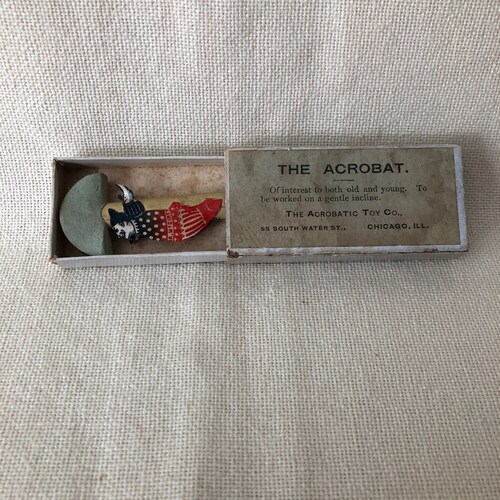 THE ACROBAT.
Of interest to both old and young. To
be worked on a gentle incline.
THE ACROBATIC TOY CO.,
55 SOUTH WATER ST., CHICAGO, ILL.